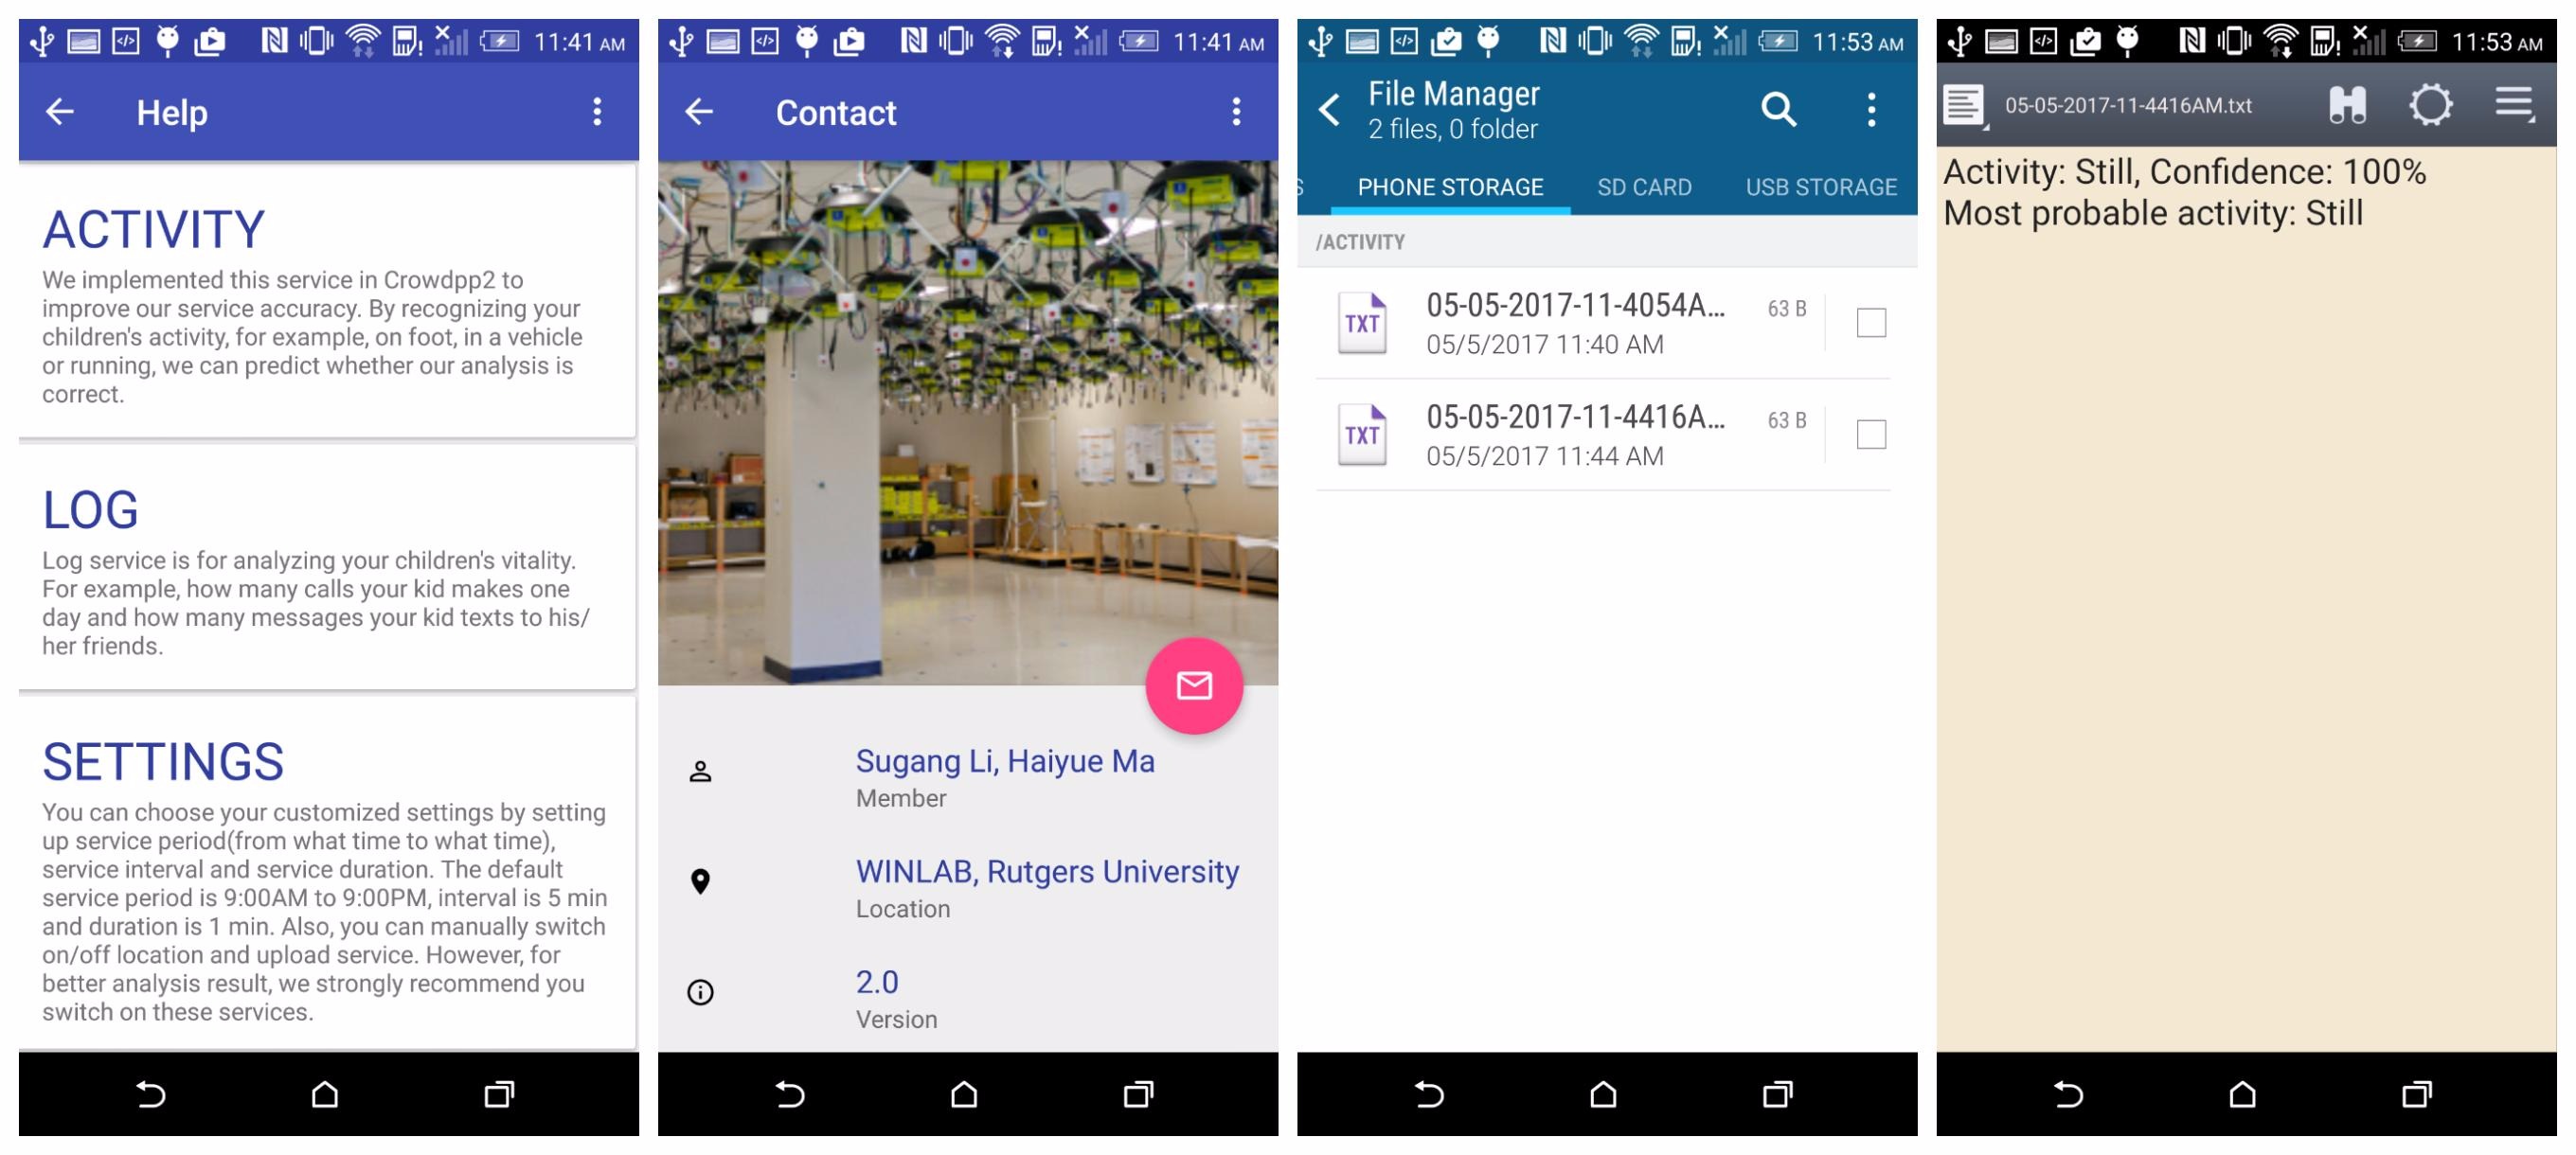 11:41 AM
Help
ACTIVITY
We implemented this service in Crowdpp2 to
improve our service accuracy. By recognizing your
children's activity, for example, on foot, in a vehicle
or running, we can predict whether our analysis is
correct.
LOG
Log service is for analyzing your children's vitality.
For example, how many calls your kid makes one
day and how many messages your kid texts to his/
her friends.
SETTINGS
You can choose your customized settings by setting
up service period(from what time to what time),
service interval and service duration. The default
service period is 9:00AM to 9:00PM, interval is 5 min
and duration is 1 min. Also, you can manually switch
on/off location and upload service. However, for
better analysis result, we strongly recommend you
switch on these services.
11:41 AM
Contact
Sugang Li, Haiyue Ma
Member
WINLAB, Rutgers University
Location
2.0
Version
11:53 AM
File Manager
2 files, 0 folder
S PHONE STORAGE SD CARD USB STORAGE
/ACTIVITY
TXT 05-05-2017-11-4054A... 63 B
05/5/2017 11:40 AM
TXT 05-05-2017-11-4416A... 63 B
05/5/2017 11:44 AM
11:53 AM
05-05-2017-11-4416AM.txt
Activity: Still, Confidence: 100%
Most probable activity: Still